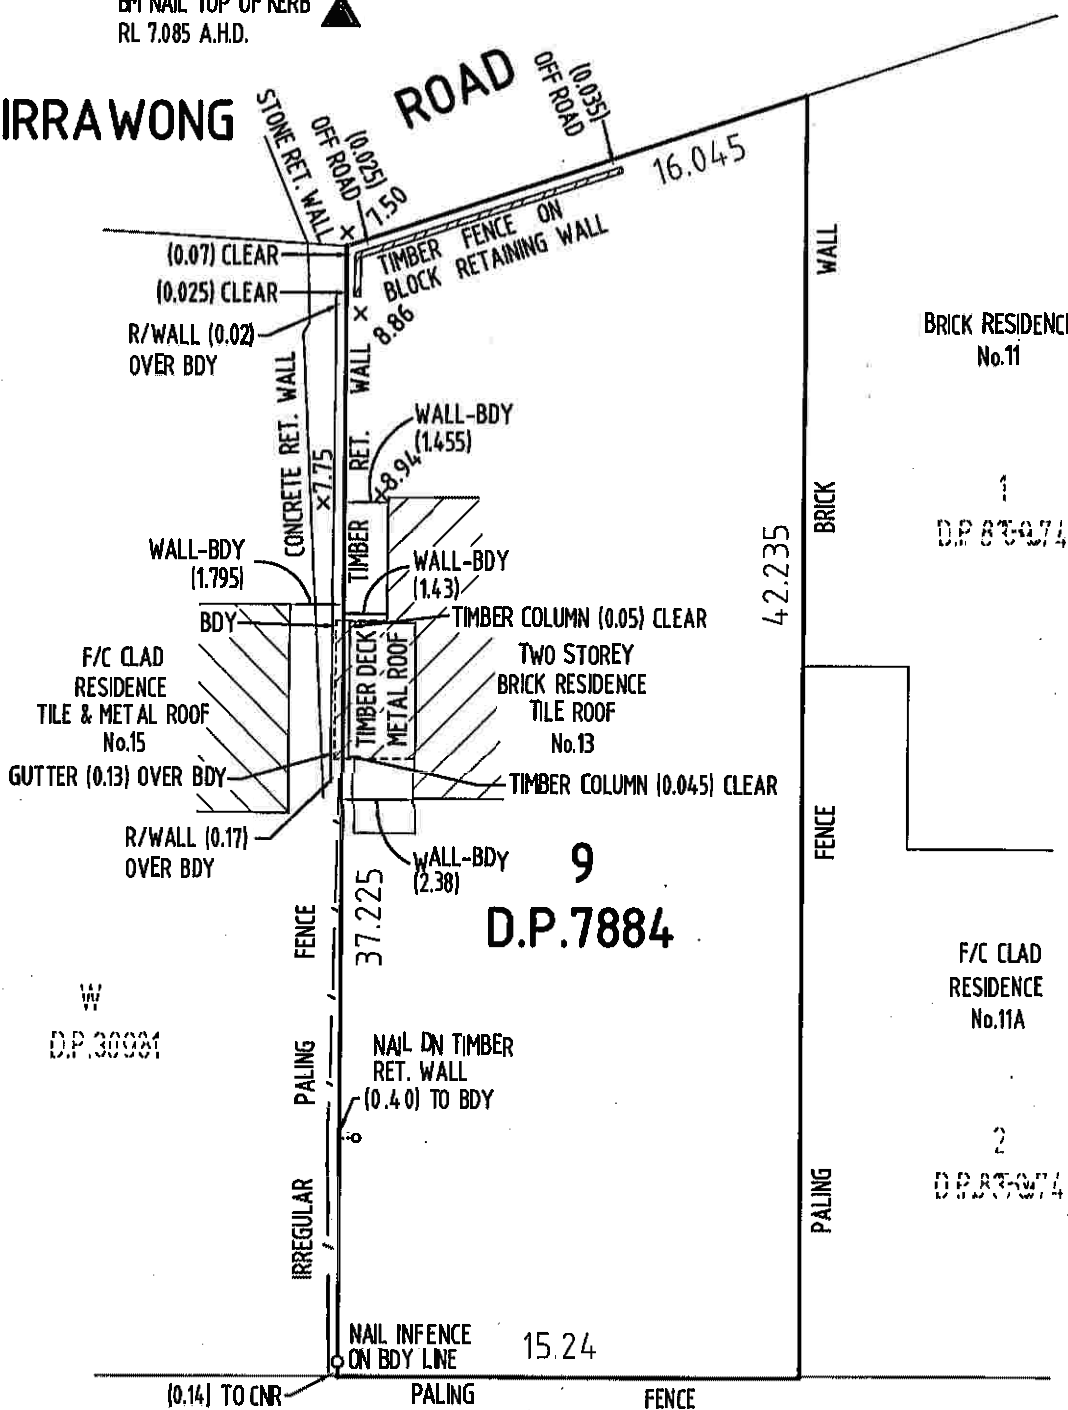 BM NAIL TOP OF KERB
RL 7.085 A.H.D.
IRRAWONG
ROAD
STONE RET. WALL
(0.025)
OFF ROAD
(0.035)
OFF ROAD
7.50
16.045
TIMBER FENCE ON
BLOCK RETAINING WALL
(0.07) CLEAR
(0.025) CLEAR
R/WALL (0.02)
OVER BDY
8.86
CONCRETE RET. WALL
7.75
TIMBER RET. WALL
WALL-BDY
(1.455)
8.94
WALL
BRICK
BRICK RESIDENCE
No.11
1
42.235
WALL-BDY
(1.795)
WALL-BDY
(1.43)
BDY
TIMBER COLUMN (0.05) CLEAR
F/C CLAD
RESIDENCE
TILE & METAL ROOF
No.15
TIMBER DECK
METAL ROOF
TWO STOREY
BRICK RESIDENCE
TILE ROOF
No.13
GUTTER (0.13) OVER BDY
TIMBER COLUMN (0.045) CLEAR
R/WALL (0.17)
OVER BDY
WALL-BDY
(2.38)
9
D.P.7884
37.225
FENCE
PALING
F/C CLAD
RESIDENCE
No.11A
2
W
D.P.30981
IRREGULAR PALING FENCE
NAIL ON TIMBER
RET. WALL
(0.40) TO BDY
NAIL IN FENCE
ON BDY LINE
15.24
(0.14) TO CNR
PALING FENCE